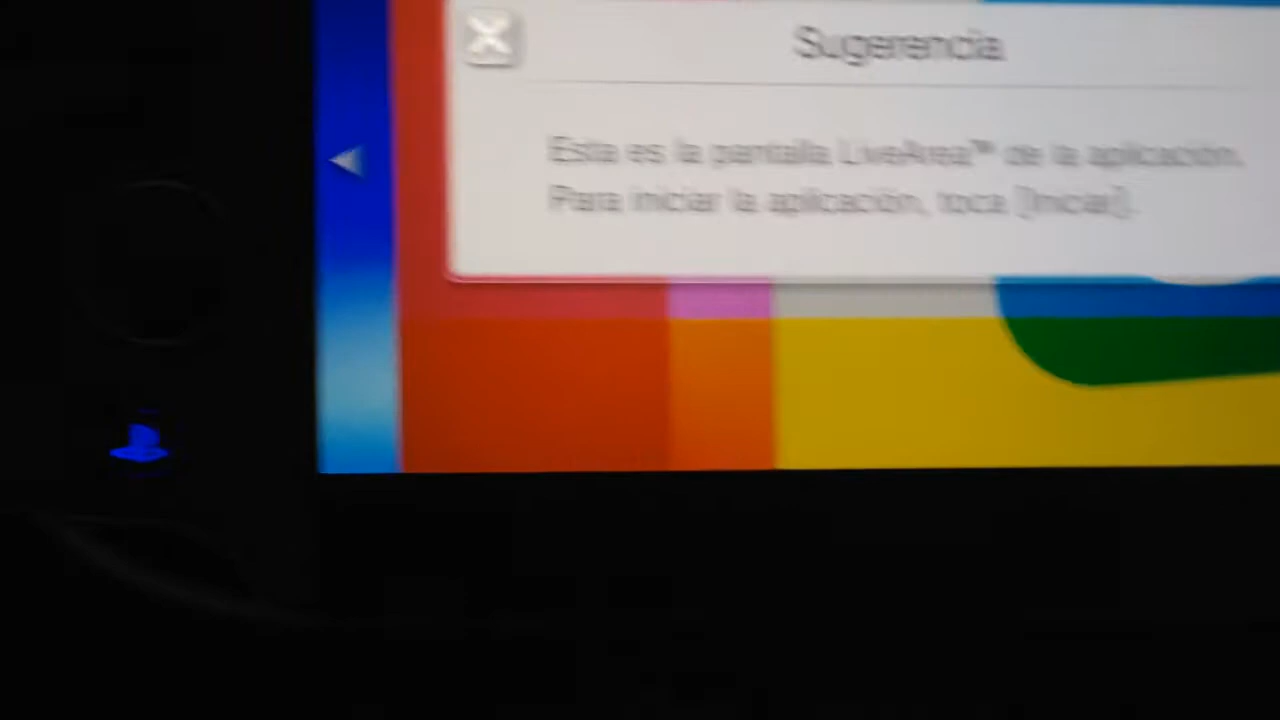 Sugerencia
Esta es la pantalla LiveArea™ de la aplicación.
Para iniciar la aplicación, toca [Iniciar].